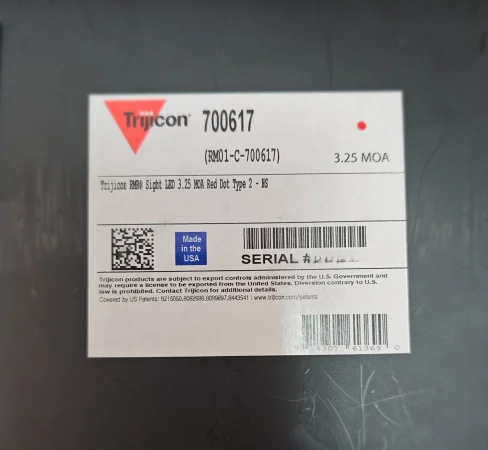 Trijicon® 700617
(RM01-C-700617)
3.25 MOA
Trijicon RMR® Sight LED 3.25 MOA Red Dot Type 2 - NS
Made
in the
USA
SERIAL #
Trijicon products are subject to export controls administered by the U.S. Government and
may require a license to be exported from the United States. Diversion contrary to U.S.
law is prohibited. Contact Trijicon for additional details.
Covered by US Patents: 8215050,8082688,6099697,8443541 | www.trijicon.com/patents
61369 0